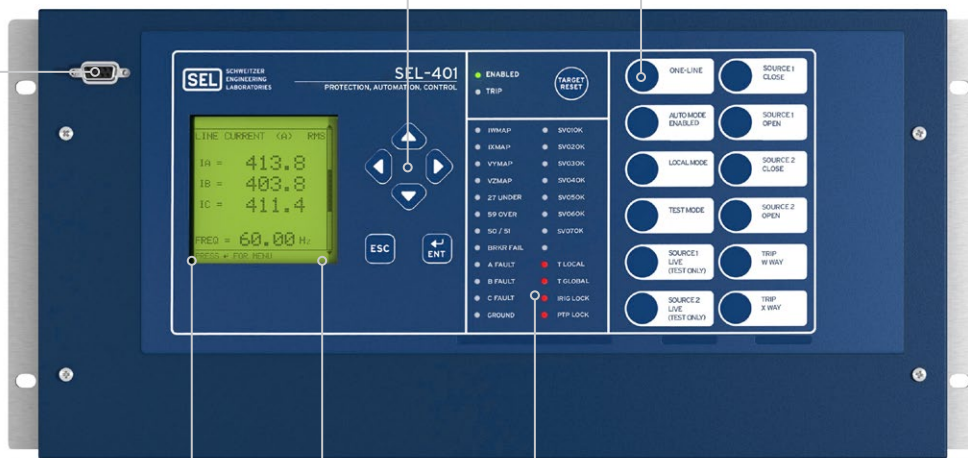 SEL
SCHWEITZER
ENGINEERING
LABORATORIES
SEL-401
PROTECTION, AUTOMATION, CONTROL
LINE CURRENT (A) RMS
IA = 413.8
IB = 403.8
IC = 411.4
FREQ = 60.00 Hz
PRESS ↵ FOR MENU
ESC
ENT
ENABLED
TRIP
TARGET
RESET
IWMAP
IXMAP
VYMAP
VZMAP
27 UNDER
59 OVER
50 / 51
BRKR FAIL
A FAULT
B FAULT
C FAULT
GROUND
SV01OK
SV02OK
SV03OK
SV04OK
SV05OK
SV06OK
SV07OK
T LOCAL
T GLOBAL
IRIG LOCK
PTP LOCK
ONE-LINE
AUTO MODE
ENABLED
LOCAL MODE
TEST MODE
SOURCE 1
LIVE
(TEST ONLY)
SOURCE 2
LIVE
(TEST ONLY)
SOURCE 1
CLOSE
SOURCE 1
OPEN
SOURCE 2
CLOSE
SOURCE 2
OPEN
TRIP
W WAY
TRIP
X WAY